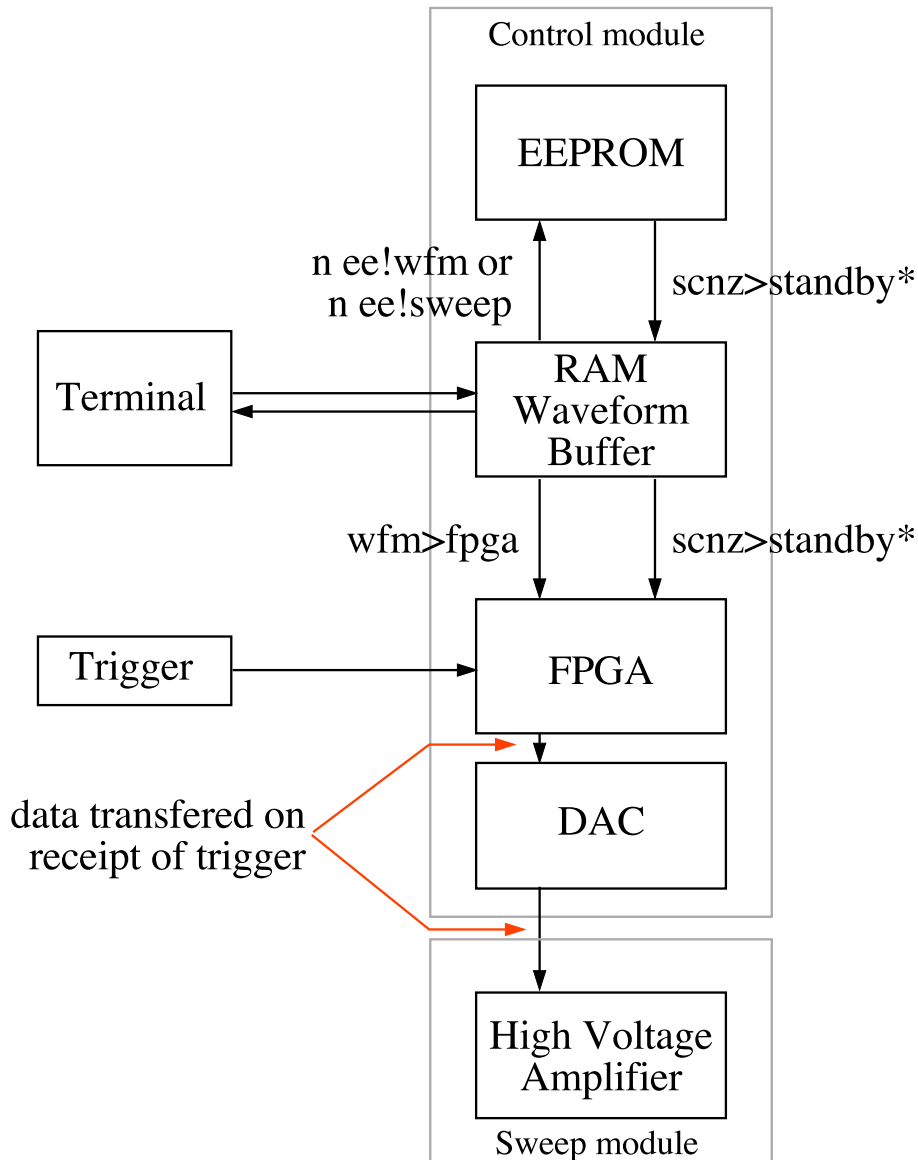 Control module
EEPROM
n ee!wfm or
n ee!sweep
scnz>standby*
Terminal
RAM
Waveform
Buffer
wfm>fpga
scnz>standby*
Trigger
FPGA
data transfered on
receipt of trigger
DAC
High Voltage
Amplifier
Sweep module